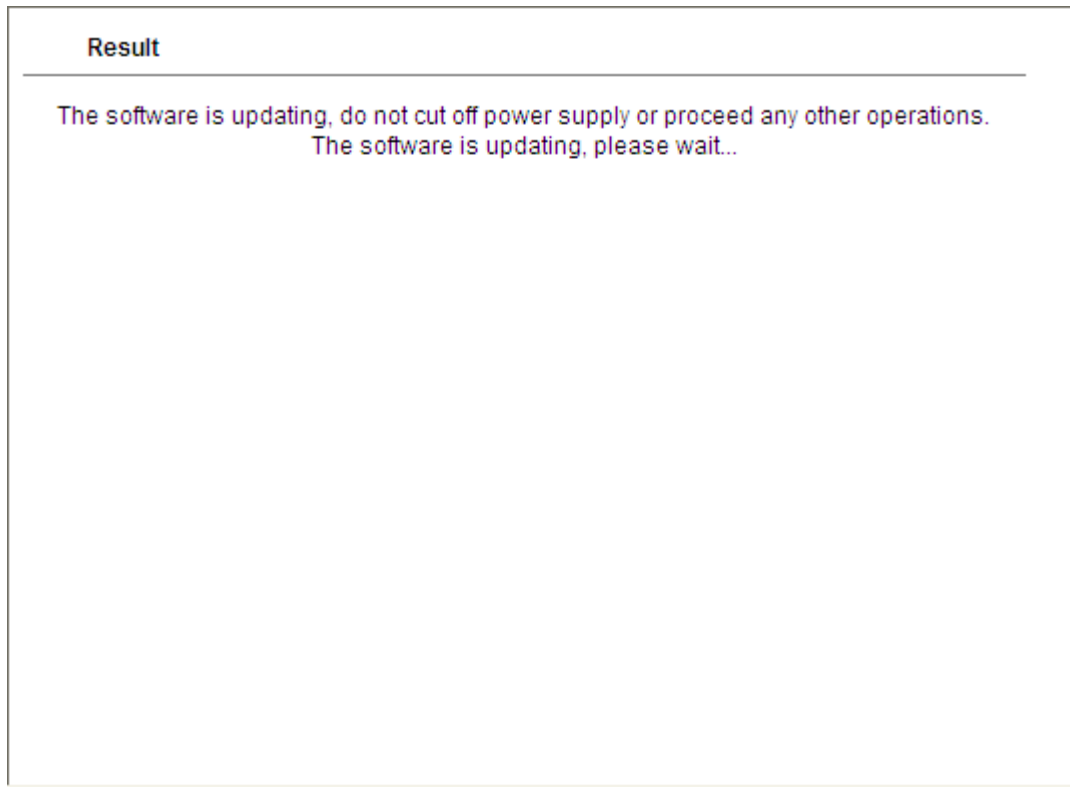 Result
The software is updating, do not cut off power supply or proceed any other operations.
The software is updating, please wait...